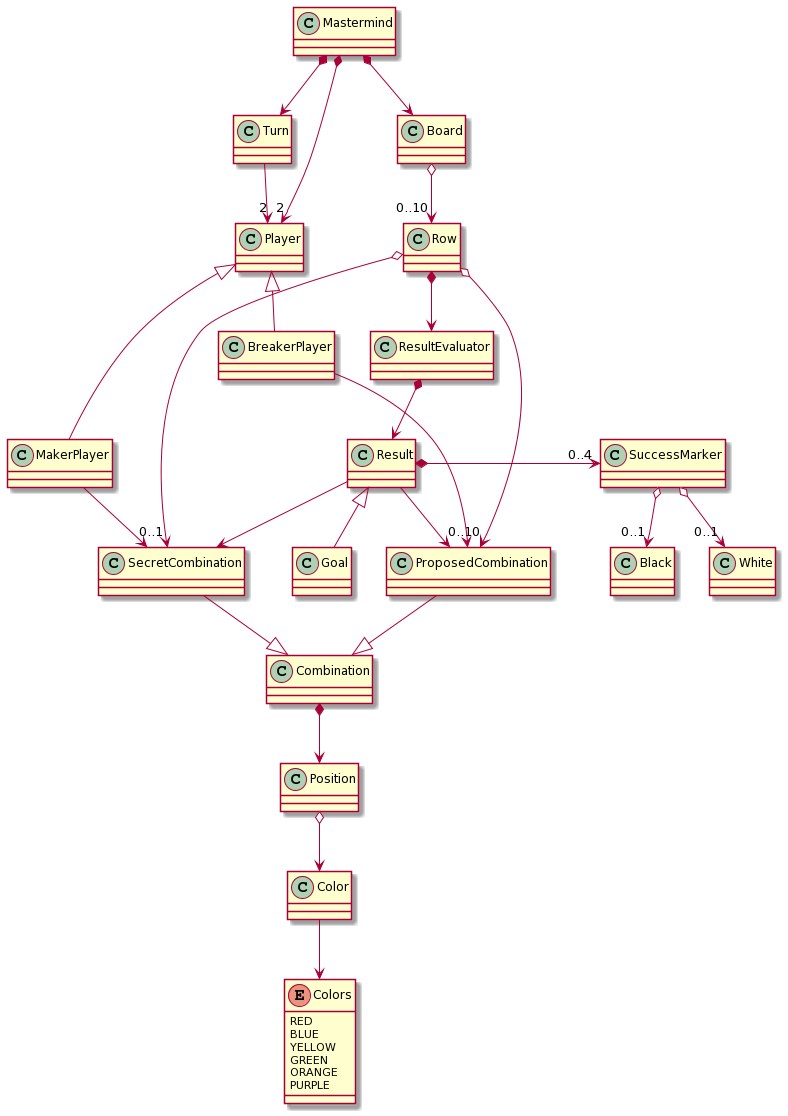 C Mastermind
C Turn
C Board
2
2
0..10
C Player
C Row
C BreakerPlayer
C ResultEvaluator
C MakerPlayer
C Result
0..4
C SuccessMarker
0..1
0..10
0..1
0..1
C SecretCombination
C Goal
C ProposedCombination
C Black
C White
C Combination
C Position
C Color
E Colors
RED
BLUE
YELLOW
GREEN
ORANGE
PURPLE